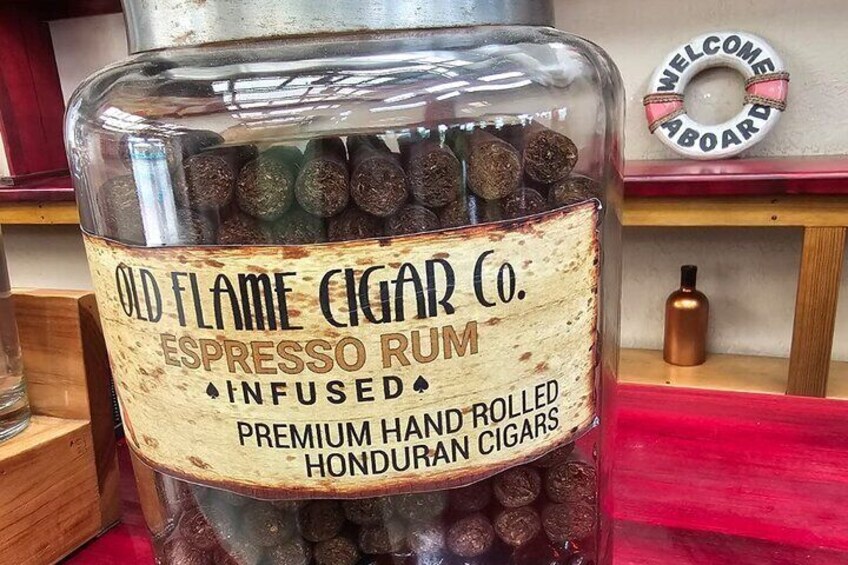 WELCOME
ABOARD
OLD FLAME CIGAR Co.
ESPRESSO RUM
♠INFUSED♠
PREMIUM HAND ROLLED
HONDURAN CIGARS